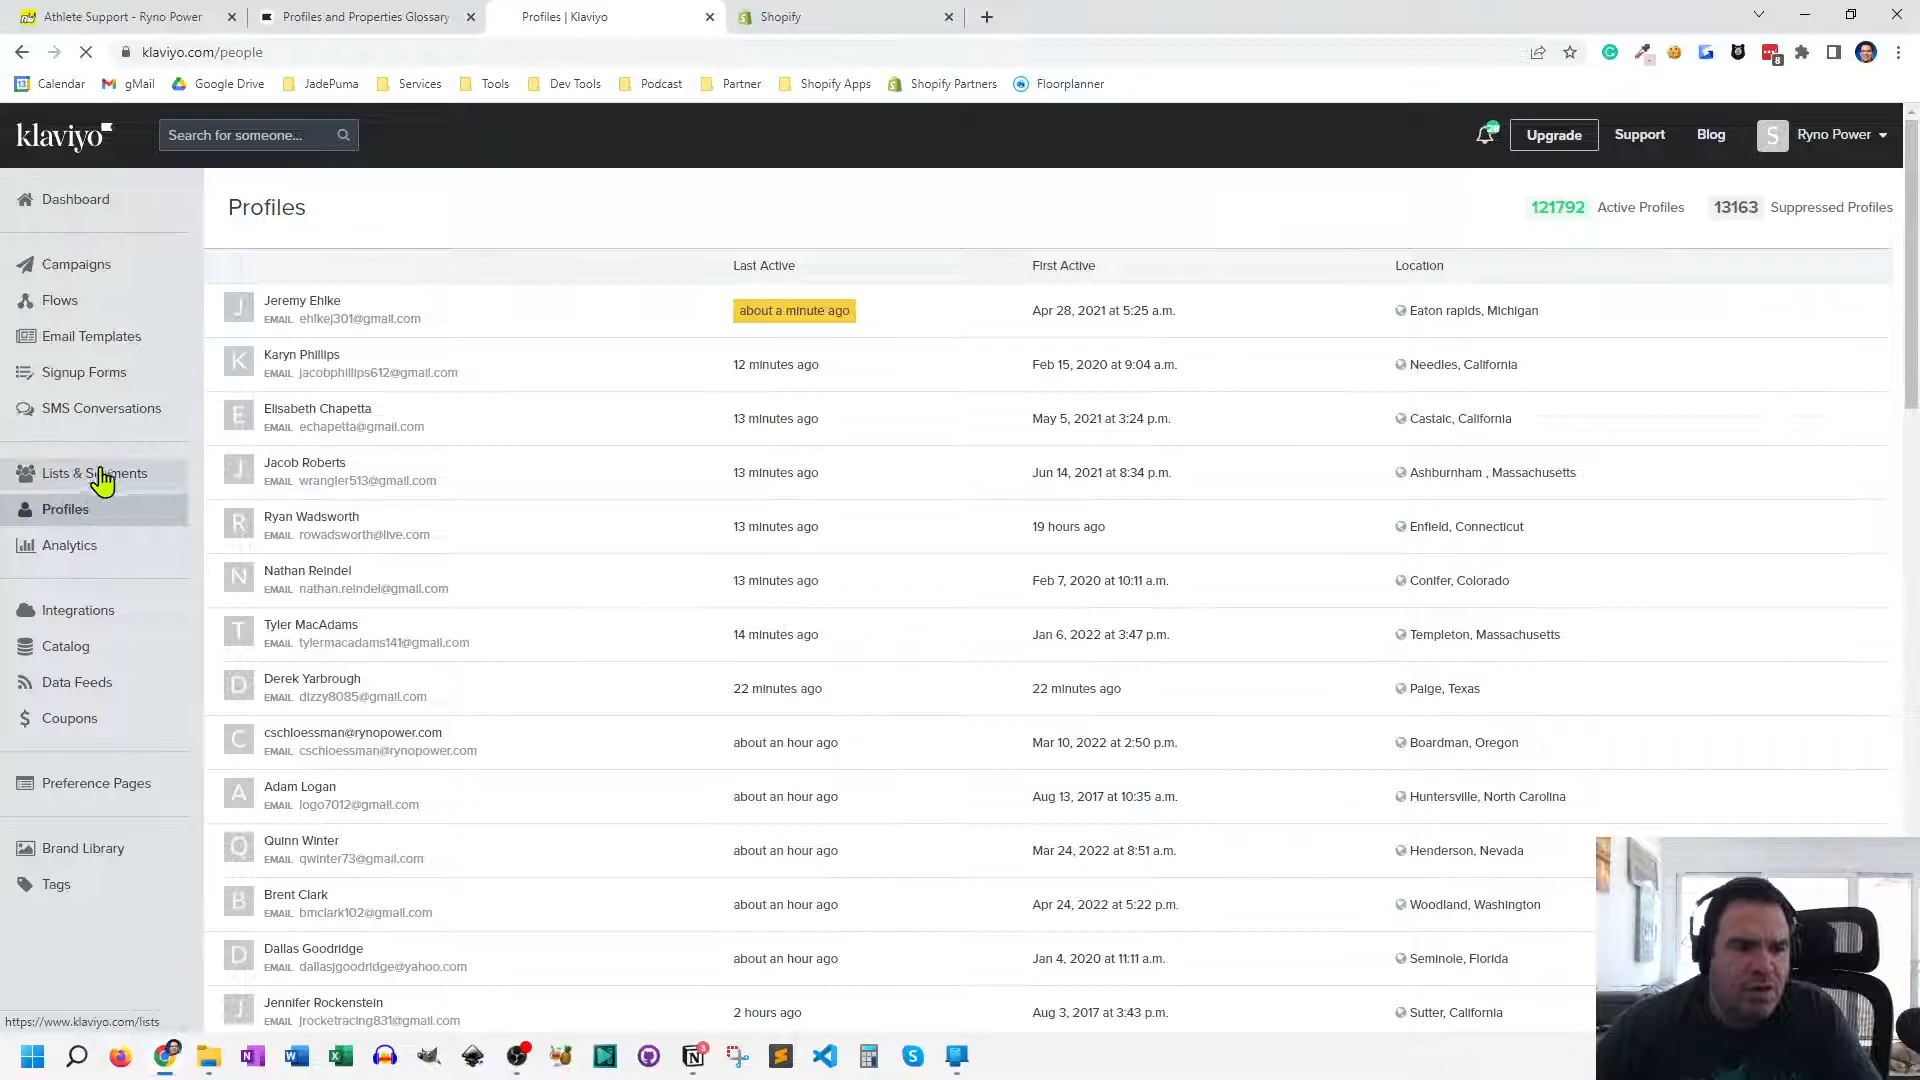 Athlete Support - Ryno Power
Profiles and Properties Glossary
Profiles | Klaviyo
Shopify
klaviyo.com/people
8
13 Calendar
gMail
Google Drive
JadePuma
Services
Tools
Dev Tools
Podcast
Partner
Shopify Apps
Shopify Partners
Floorplanner
klaviyo
Search for someone...
28
Upgrade
Support
Blog
S
Ryno Power
Dashboard
Campaigns
Flows
Email Templates
Signup Forms
SMS Conversations
Lists & Se ments
Profiles
Analytics
Integrations
Catalog
Data Feeds
Coupons
Preference Pages
Brand Library
Tags
Profiles
121792 Active Profiles
13163 Suppressed Profiles
Last Active First Active Location
J Jeremy Ehlke about a minute ago Apr 28, 2021 at 5:25 a.m. Eaton rapids, Michigan
EMAIL ehlkej301@gmail.com
K Karyn Phillips 12 minutes ago Feb 15, 2020 at 9:04 a.m. Needles, California
EMAIL jacobphillips612@gmail.com
E Elisabeth Chapetta 13 minutes ago May 5, 2021 at 3:24 p.m. Castaic, California
EMAIL echapetta@gmail.com
J Jacob Roberts 13 minutes ago Jun 14, 2021 at 8:34 p.m. Ashburnham , Massachusetts
EMAIL wrangler513@gmail.com
R Ryan Wadsworth 13 minutes ago 19 hours ago Enfield, Connecticut
EMAIL rowadsworth@live.com
N Nathan Reindel 13 minutes ago Feb 7, 2020 at 10:11 a.m. Conifer, Colorado
EMAIL nathan.reindel@gmail.com
T Tyler MacAdams 14 minutes ago Jan 6, 2022 at 3:47 p.m. Templeton, Massachusetts
EMAIL tylermacadams141@gmail.com
D Derek Yarbrough 22 minutes ago 22 minutes ago Paige, Texas
EMAIL dizzy8085@gmail.com
C cschloessman@rynopower.com about an hour ago Mar 10, 2022 at 2:50 p.m. Boardman, Oregon
EMAIL cschloessman@rynopower.com
A Adam Logan about an hour ago Aug 13, 2017 at 10:35 a.m. Huntersville, North Carolina
EMAIL logo7012@gmail.com
Q Quinn Winter about an hour ago Mar 24, 2022 at 8:51 a.m. Henderson, Nevada
EMAIL qwinter73@gmail.com
B Brent Clark about an hour ago Apr 24, 2022 at 5:22 p.m. Woodland, Washington
EMAIL bmclark102@gmail.com
D Dallas Goodridge about an hour ago Jan 4, 2020 at 11:11 a.m. Seminole, Florida
EMAIL dallasjgoodridge@yahoo.com
J Jennifer Rockenstein 2 hours ago Aug 3, 2017 at 3:43 p.m. Sutter, California
EMAIL jrocketracing831@gmail.com
https://www.klaviyo.com/lists
3